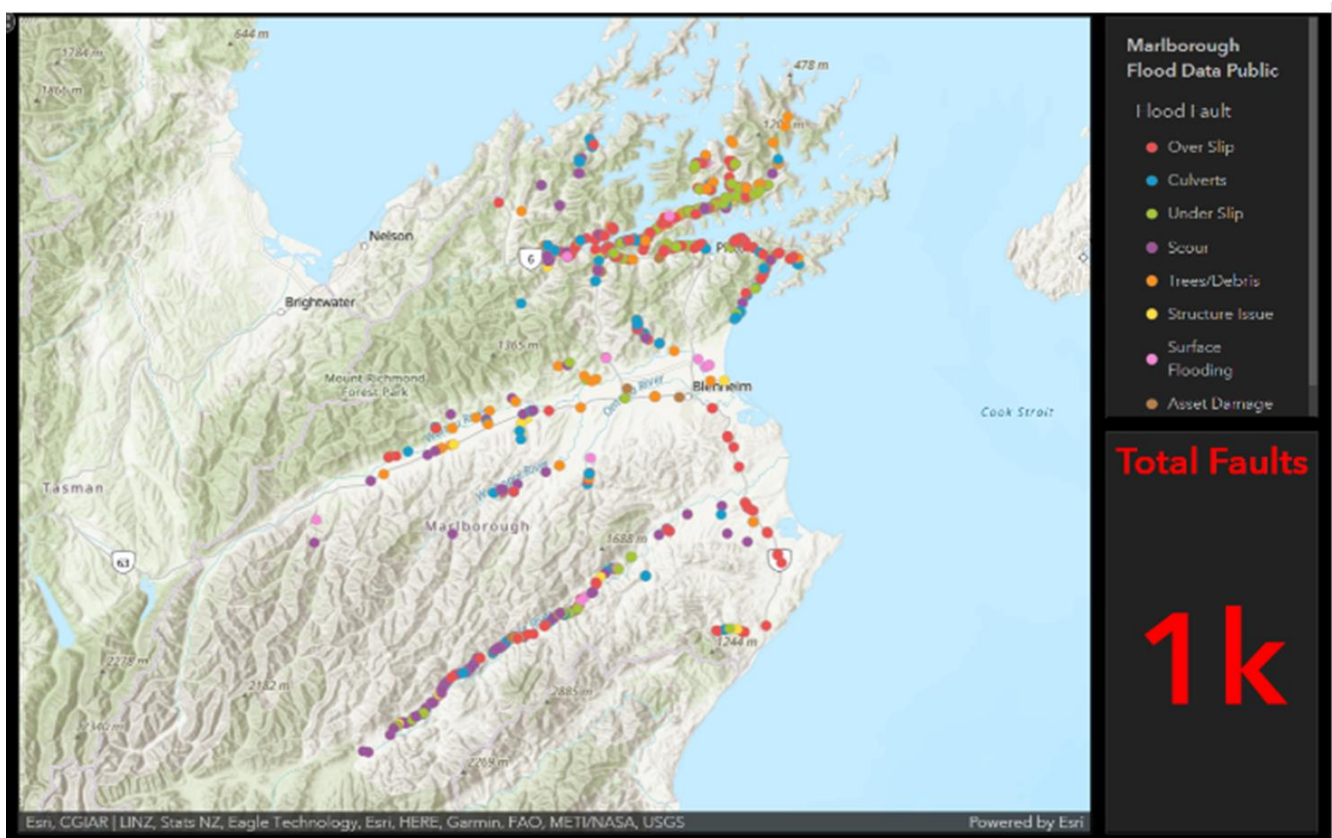 644 m
1784 m
478 m
Nelson
6
Brightwater
1365 m
Mount Richmond
Forest Park
River
Blenheim
Cook Strait
Tasman
Marlborough
1688 m
63
1244 m
2278 m
2182 m
2885 m
2269 m
Esri, CGIAR | LINZ, Stats NZ, Eagle Technology, Esri, HERE, Garmin, FAO, METI/NASA, USGS
Powered by Esri
Marlborough
Flood Data Public
Flood Fault
Over Slip
Culverts
Under Slip
Scour
Trees/Debris
Structure Issue
Surface
Flooding
Asset Damage
Total Faults
1k